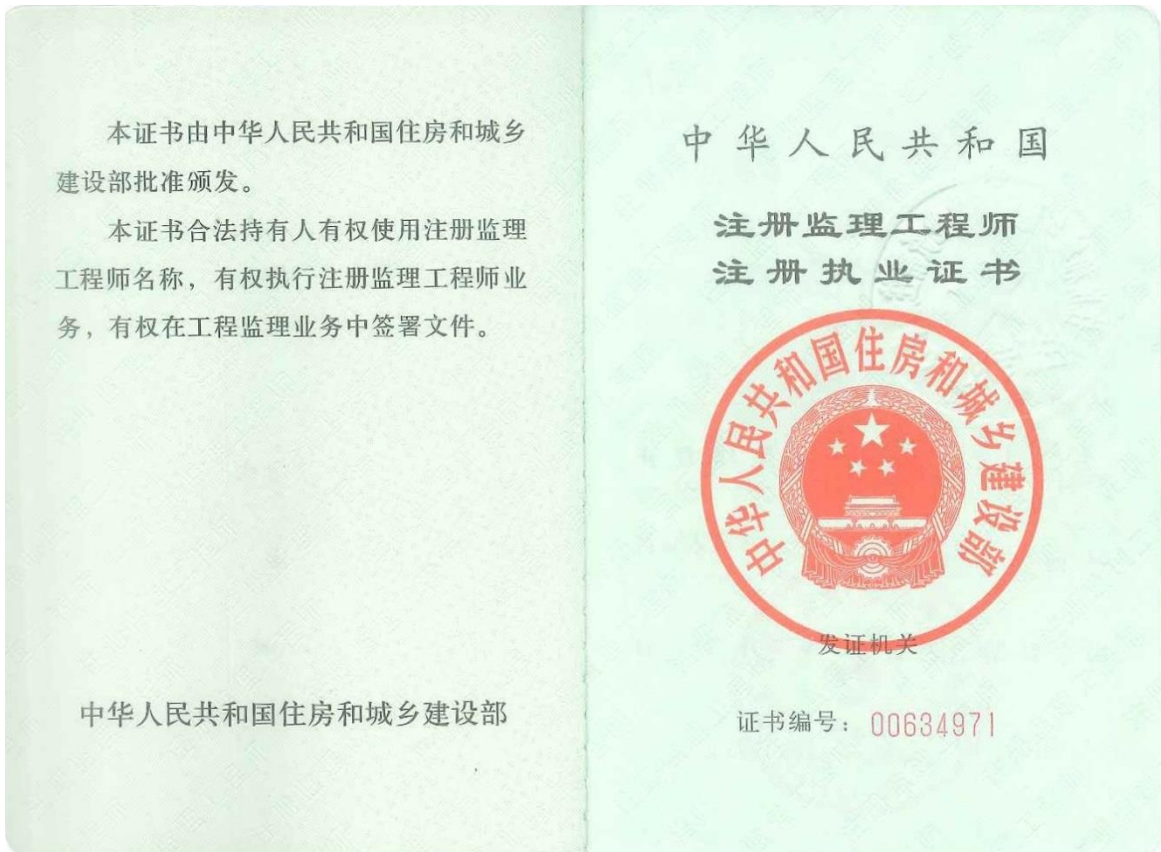 本证书由中华人民共和国住房和城乡
建设部批准颁发。
本证书合法持有人有权使用注册监理
工程师名称，有权执行注册监理工程师业
务，有权在工程监理业务中签署文件。
中华人民共和国住房和城乡建设部
中华人民共和国
注册监理工程师
注册执业证书
中华人民共和国住房和城乡建设部
发证机关
证书编号：00634971